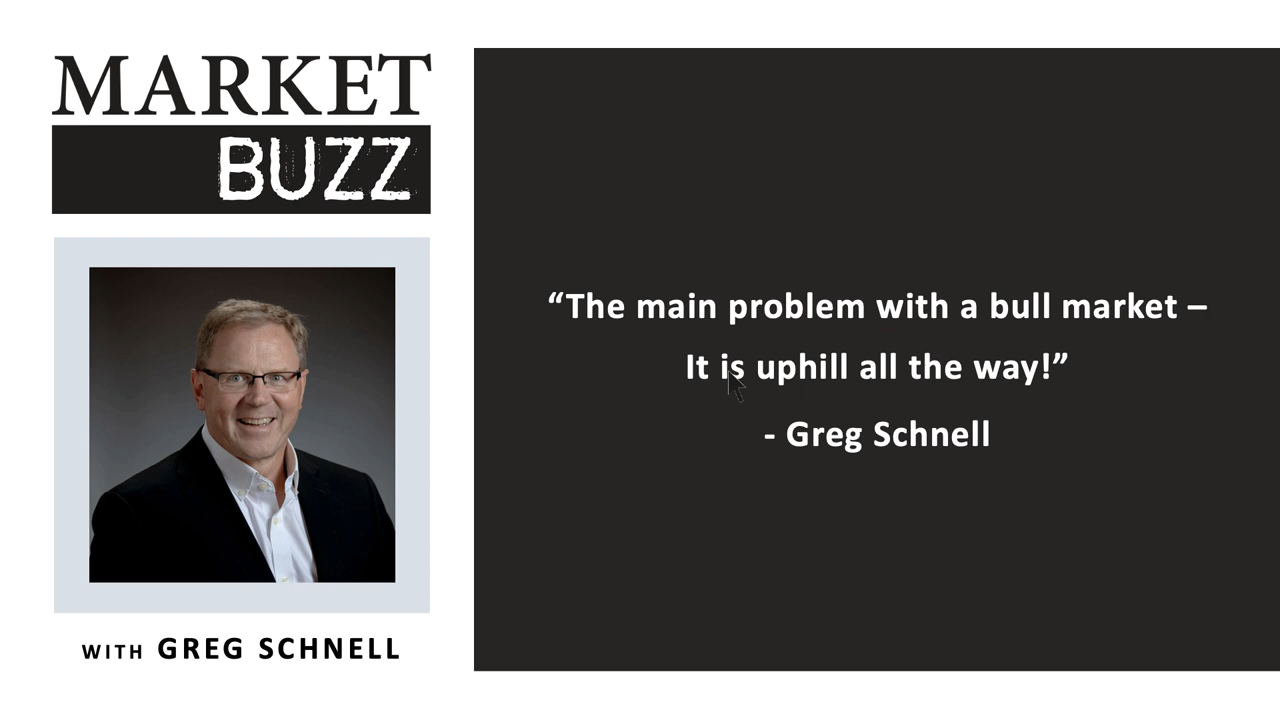 MARKET
BUZZ
WITH GREG SCHNELL
“The main problem with a bull market –
It is uphill all the way!”
- Greg Schnell